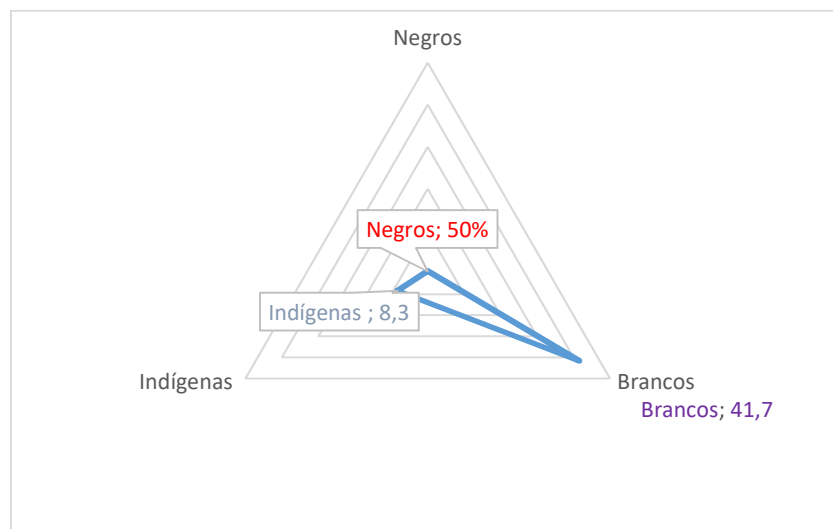 Negros
Negros; 50%
Indígenas ; 8,3
Indígenas
Brancos
Brancos; 41,7